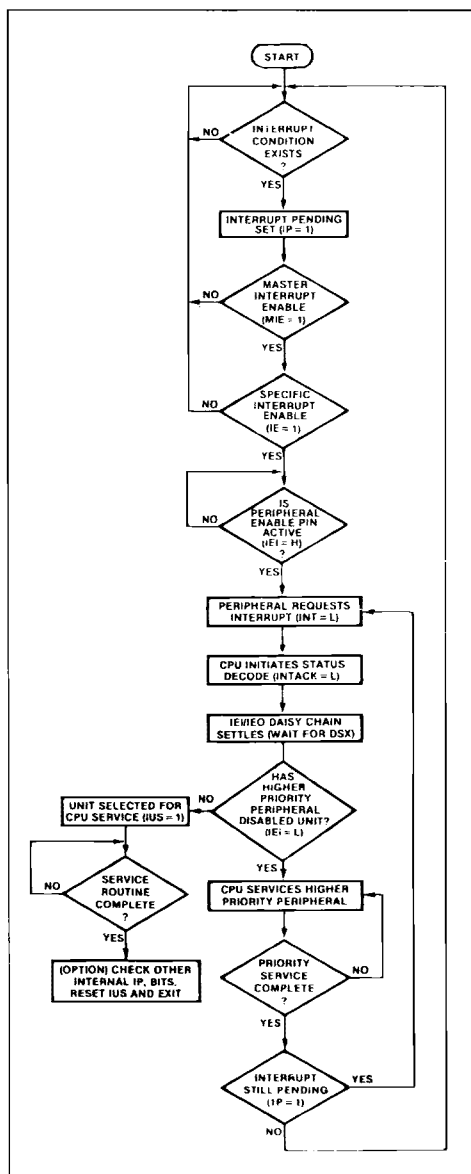 START
INTERRUPT
CONDITION
EXISTS
?
NO
YES
INTERRUPT PENDING
SET (IP = 1)
MASTER
INTERRUPT
ENABLE
(MIE = 1)
NO
YES
SPECIFIC
INTERRUPT
ENABLE
(IE = 1)
NO
YES
IS
PERIPHERAL
ENABLE PIN
ACTIVE
(IEI = H)
?
NO
YES
PERIPHERAL REQUESTS
INTERRUPT (INT = L)
CPU INITIATES STATUS
DECODE (INTACK = L)
IEI/IEO DAISY CHAIN
SETTLES (WAIT FOR DSX)
HAS
HIGHER
PRIORITY
PERIPHERAL
DISABLED UNIT?
(IEI = L)
NO
YES
UNIT SELECTED FOR
CPU SERVICE (IUS = 1)
SERVICE
ROUTINE
COMPLETE
?
NO
YES
(OPTION) CHECK OTHER
INTERNAL IP, BITS,
RESET IUS AND EXIT
CPU SERVICES HIGHER
PRIORITY PERIPHERAL
PRIORITY
SERVICE
COMPLETE
?
NO
YES
INTERRUPT
STILL PENDING
(IP = 1)
YES
NO